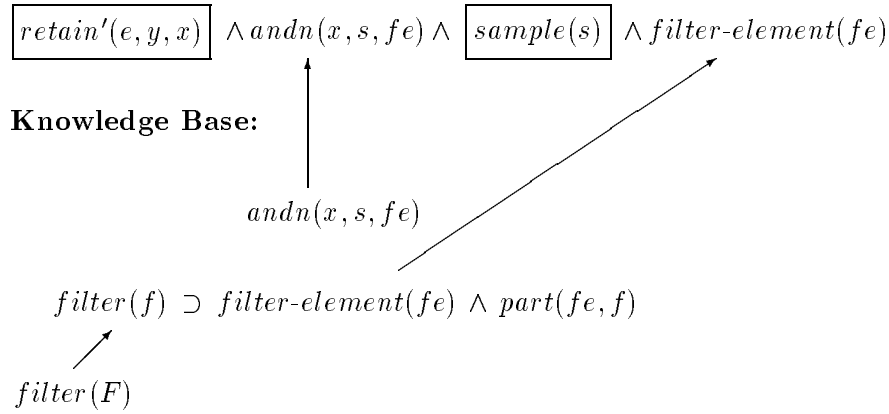 retain′(e, y, x) ∧ andn(x, s, fe) ∧ sample(s) ∧ filter-element(fe)
Knowledge Base:
andn(x, s, fe)
filter(f) ⊃ filter-element(fe) ∧ part(fe, f)
filter(F)